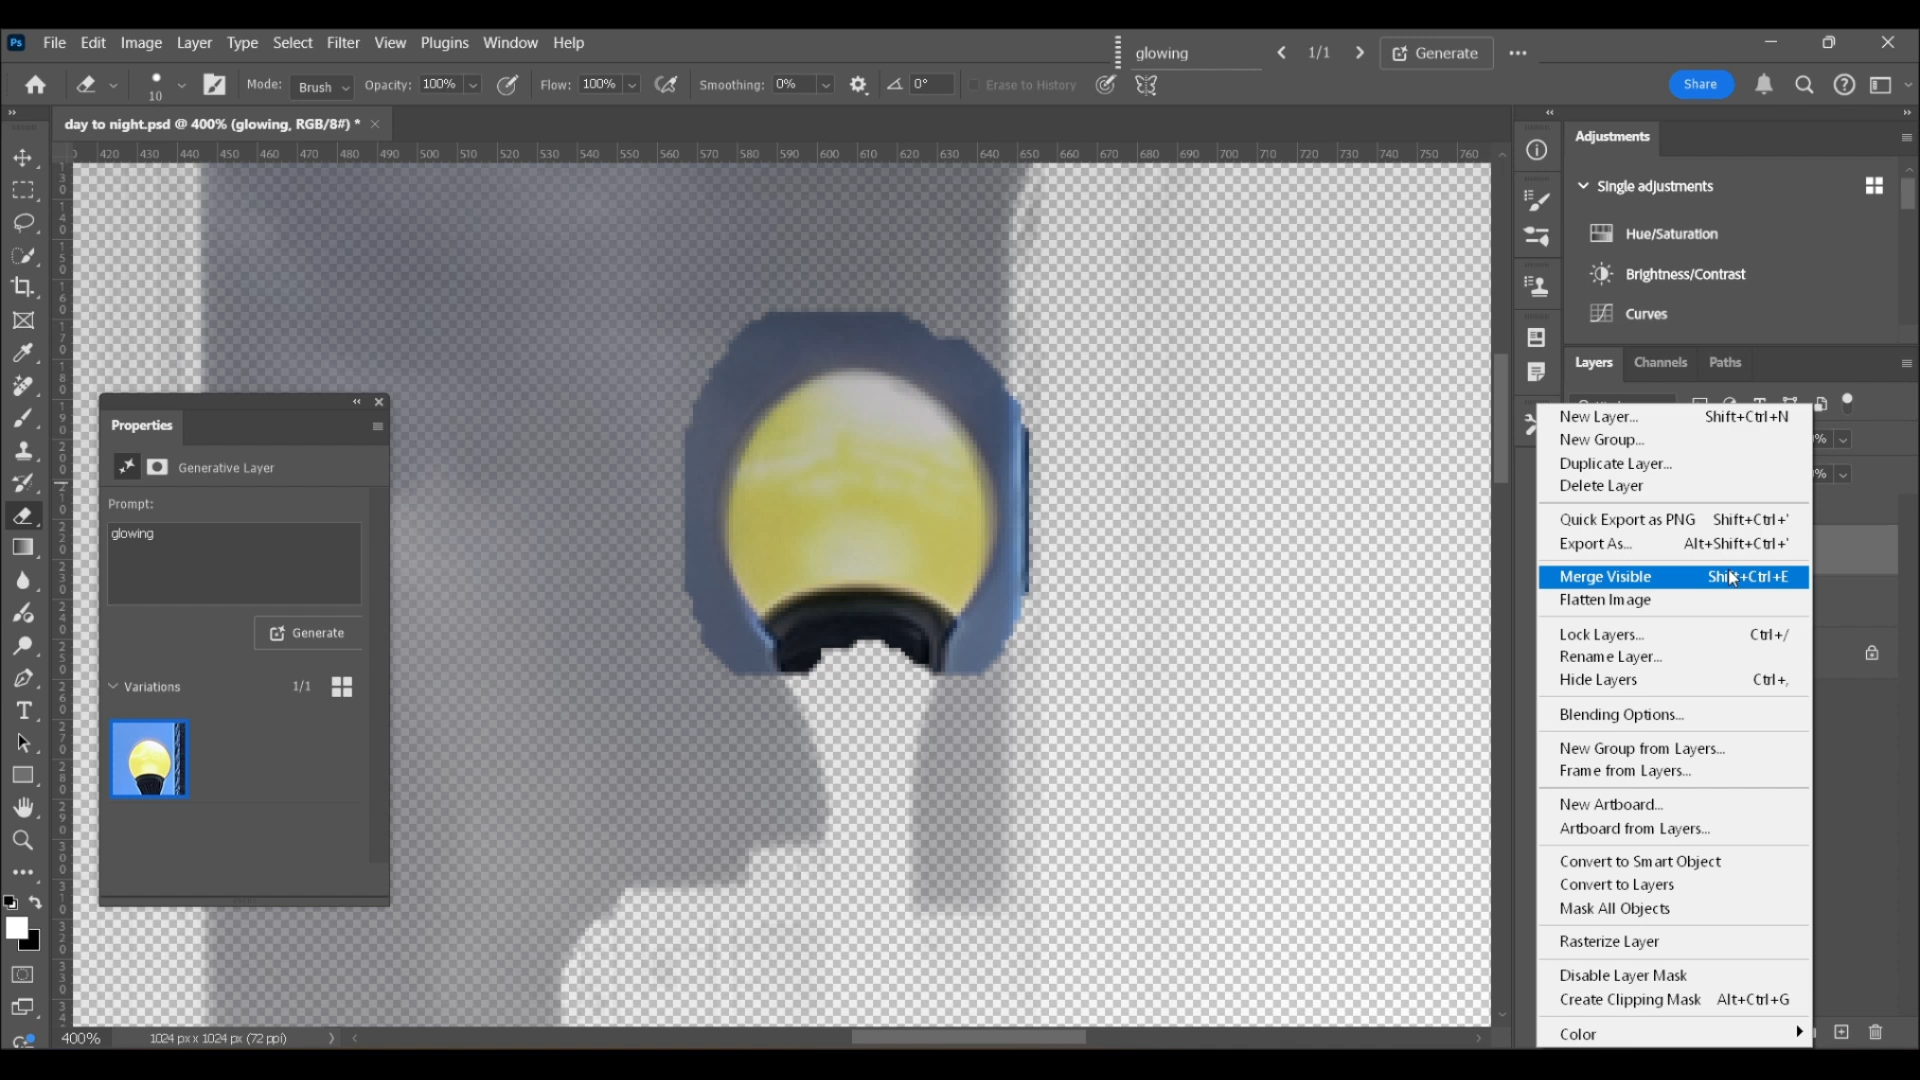 Ps File Edit Image Layer Type Select Filter View Plugins Window Help
glowing 1/1 Generate
10 Mode: Brush Opacity: 100% Flow: 100% Smoothing: 0% 0° Erase to History Share
day to night.psd @ 400% (glowing, RGB/8#) *
420 430 440 450 460 470 480 490 500 510 520 530 540 550 560 570 580 590 600 610 620 630 640 650 660 670 680 690 700 710 720 730 740 750 760
Adjustments
Single adjustments
Hue/Saturation
Brightness/Contrast
Curves
Layers Channels Paths
Properties
Generative Layer
Prompt:
glowing
Generate
Variations 1/1
New Layer... Shift+Ctrl+N
New Group...
Duplicate Layer...
Delete Layer
Quick Export as PNG Shift+Ctrl+'
Export As... Alt+Shift+Ctrl+'
Merge Visible Shift+Ctrl+E
Flatten Image
Lock Layers... Ctrl+/
Rename Layer...
Hide Layers Ctrl+,
Blending Options...
New Group from Layers...
Frame from Layers...
New Artboard...
Artboard from Layers...
Convert to Smart Object
Convert to Layers
Mask All Objects
Rasterize Layer
Disable Layer Mask
Create Clipping Mask Alt+Ctrl+G
Color
400% 1024 px x 1024 px (72 ppi)